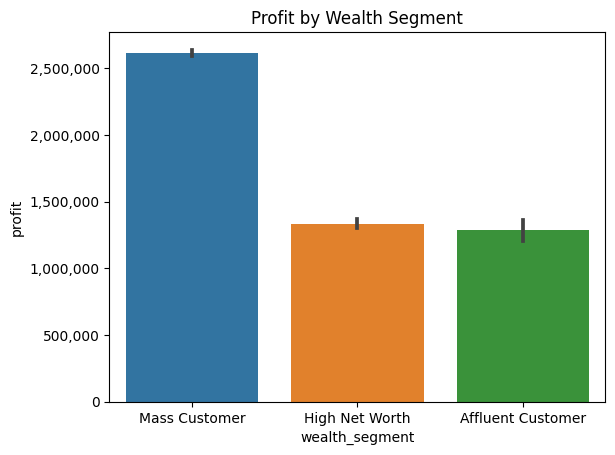 Profit by Wealth Segment
profit
2,500,000
2,000,000
1,500,000
1,000,000
500,000
0
Mass Customer
High Net Worth
Affluent Customer
wealth_segment